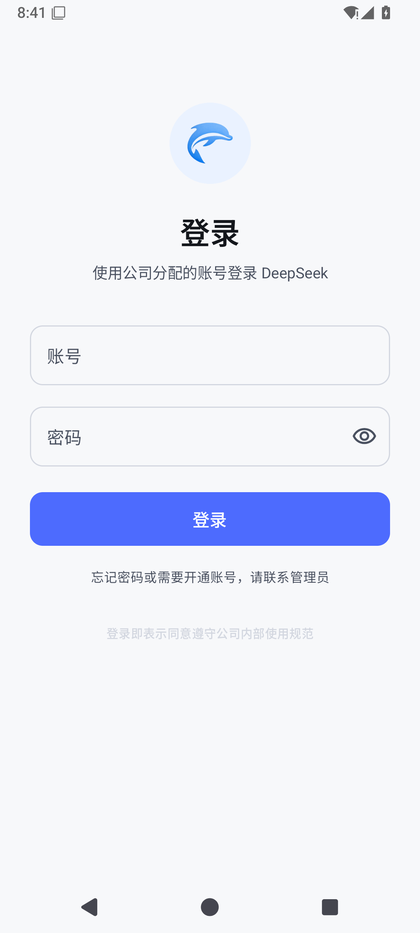 8:41
登录
使用公司分配的账号登录 DeepSeek
账号
密码
登录
忘记密码或需要开通账号，请联系管理员
登录即表示同意遵守公司内部使用规范